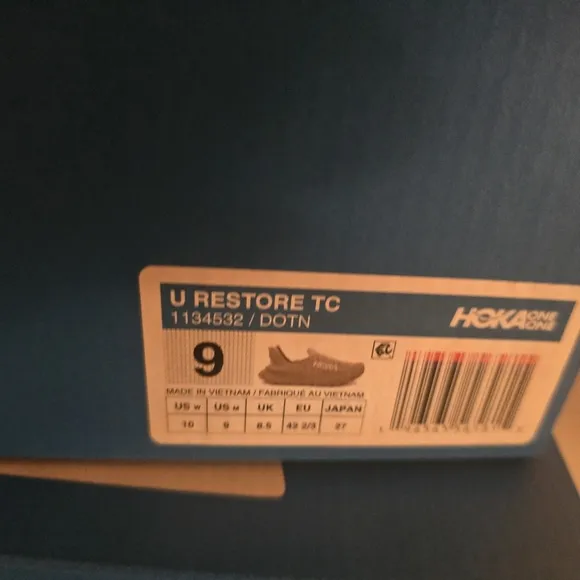 U RESTORE TC
1134532 / DOTN
HOKA ONE ONE
9
MADE IN VIETNAM / FABRIQUÉ AU VIETNAM
US W US M UK EU JAPAN
10 9 8.5 43 2/3 27